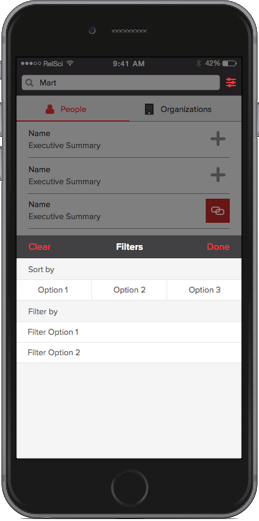 RelSci 9:41 AM 42%
Mart
People Organizations
Name
Executive Summary
Name
Executive Summary
Name
Executive Summary
Clear Filters Done
Sort by
Option 1 Option 2 Option 3
Filter by
Filter Option 1
Filter Option 2